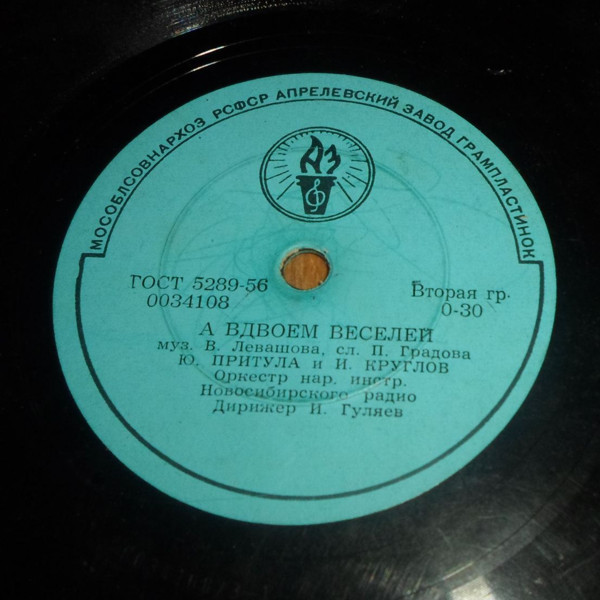 МОСОБЛСОВНАРХОЗ РСФСР АПРЕЛЕВСКИЙ ЗАВОД ГРАМПЛАСТИНОК
АЗ
ГОСТ 5289-56
0034108
Вторая гр.
0-30
А ВДВОЕМ ВЕСЕЛЕЙ
муз. В. Левашова, сл. П. Градова
Ю. ПРИТУЛА и И. КРУГЛОВ
Оркестр нар. инстр.
Новосибирского радио
Дирижер И. Гуляев